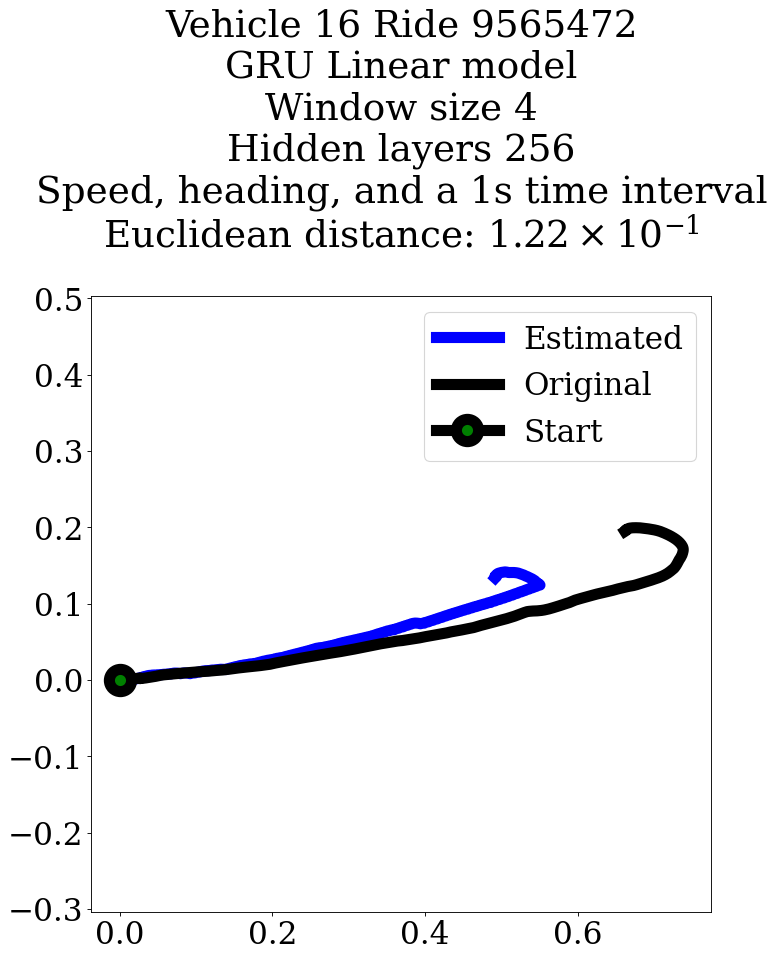 Vehicle 16 Ride 9565472
GRU Linear model
Window size 4
Hidden layers 256
Speed, heading, and a 1s time interval
Euclidean distance: 1.22 × 10⁻¹
Estimated
Original
Start
0.5
0.4
0.3
0.2
0.1
0.0
−0.1
−0.2
−0.3
0.0 0.2 0.4 0.6